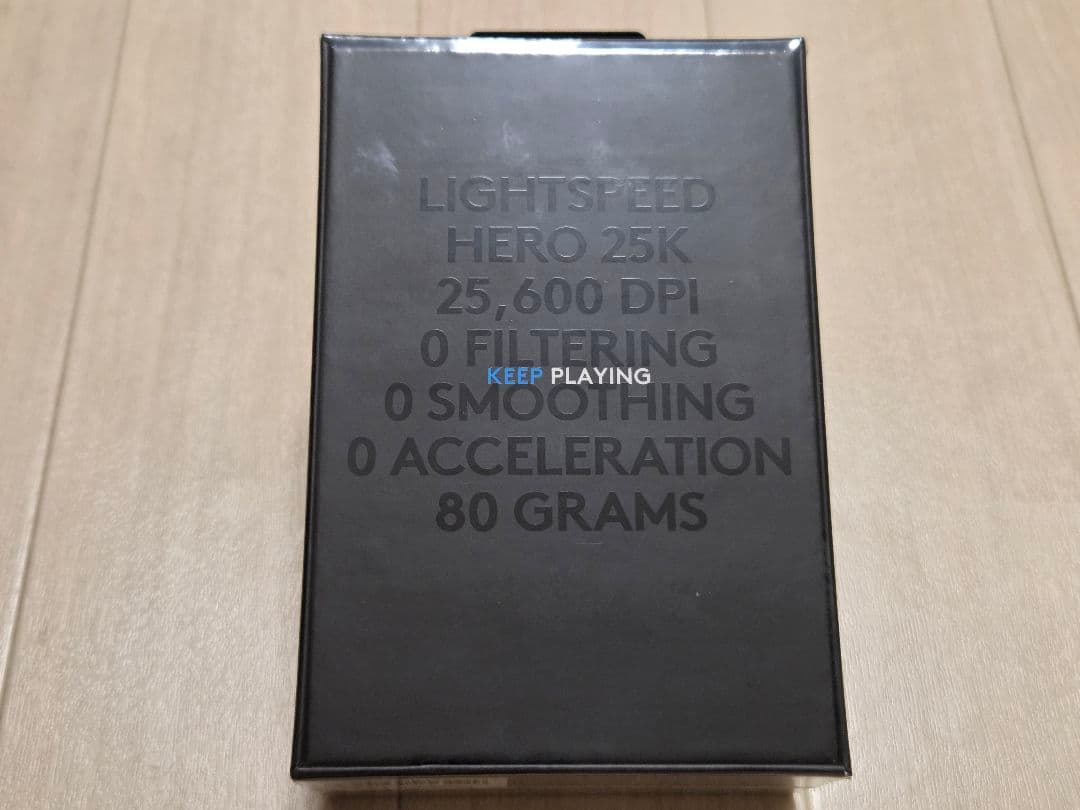 LIGHTSPEED
HERO 25K
25,600 DPI
0 FILTERING
KEEP PLAYING
0 SMOOTHING
0 ACCELERATION
80 GRAMS